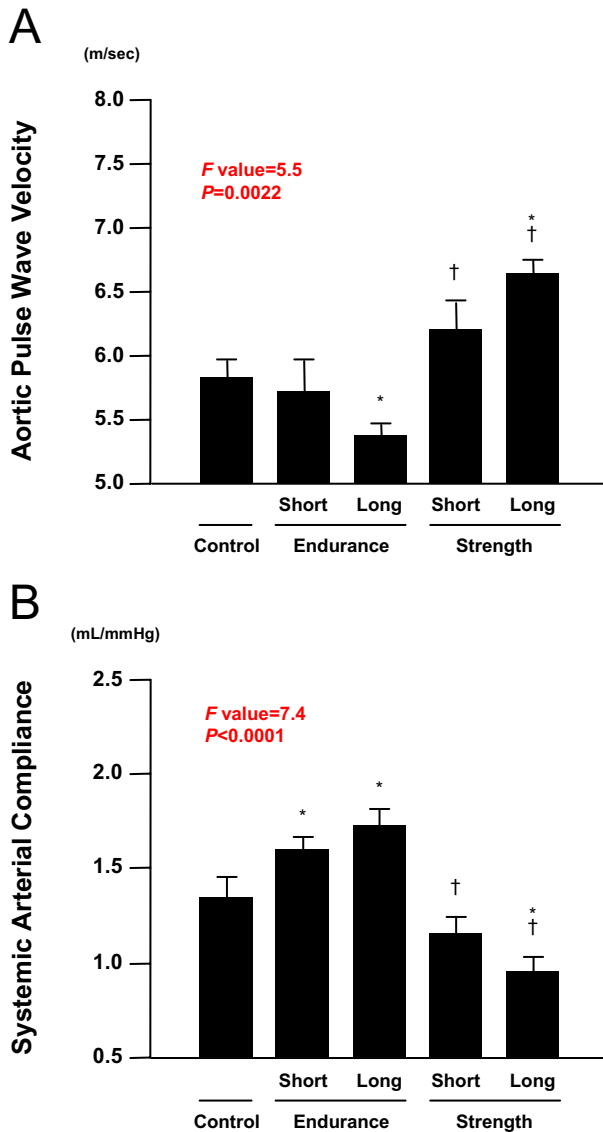 A
(m/sec)
Aortic Pulse Wave Velocity
8.0
7.5
7.0
6.5
6.0
5.5
5.0
F value=5.5
P=0.0022
*
†
*
†
Short Long Short Long
Control Endurance Strength
B
(mL/mmHg)
Systemic Arterial Compliance
2.5
2.0
1.5
1.0
0.5
F value=7.4
P<0.0001
*
*
†
*
†
Short Long Short Long
Control Endurance Strength